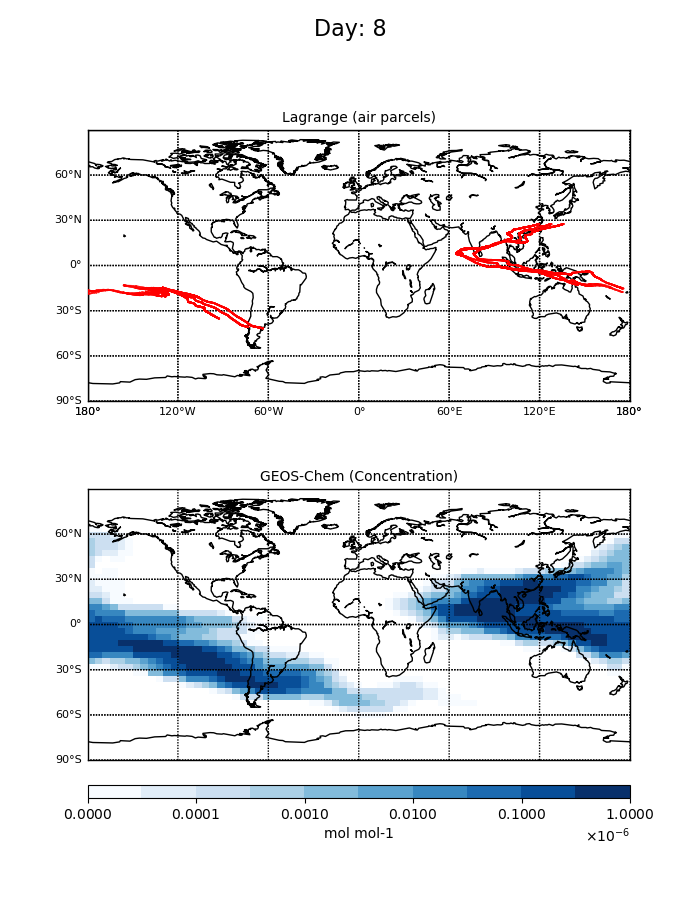 Day: 8
Lagrange (air parcels)
60°N
30°N
0°
30°S
60°S
90°S
180° 120°W 60°W 0° 60°E 120°E 180°
GEOS-Chem (Concentration)
60°N
30°N
0°
30°S
60°S
90°S
0.0000 0.0001 0.0010 0.0100 0.1000 1.0000
mol mol-1
×10⁻⁶